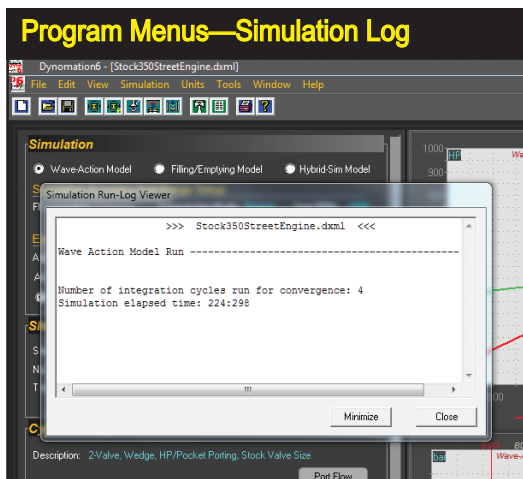 Program Menus—Simulation Log
Dynomation6 - [Stock350StreetEngine.dxml]
File Edit View Simulation Units Tools Window Help
Simulation
Wave-Action Model Filling/Emptying Model Hybrid-Sim Model
1000
HP
900
Simulation Run-Log Viewer
>>> Stock350StreetEngine.dxml <<<
Wave Action Model Run
Number of integration cycles run for convergence: 4
Simulation elapsed time: 224:298
Minimize Close
Description: 2-Valve, Wedge, HP/Pocket Porting, Stock Valve Size
Port Flow
bar